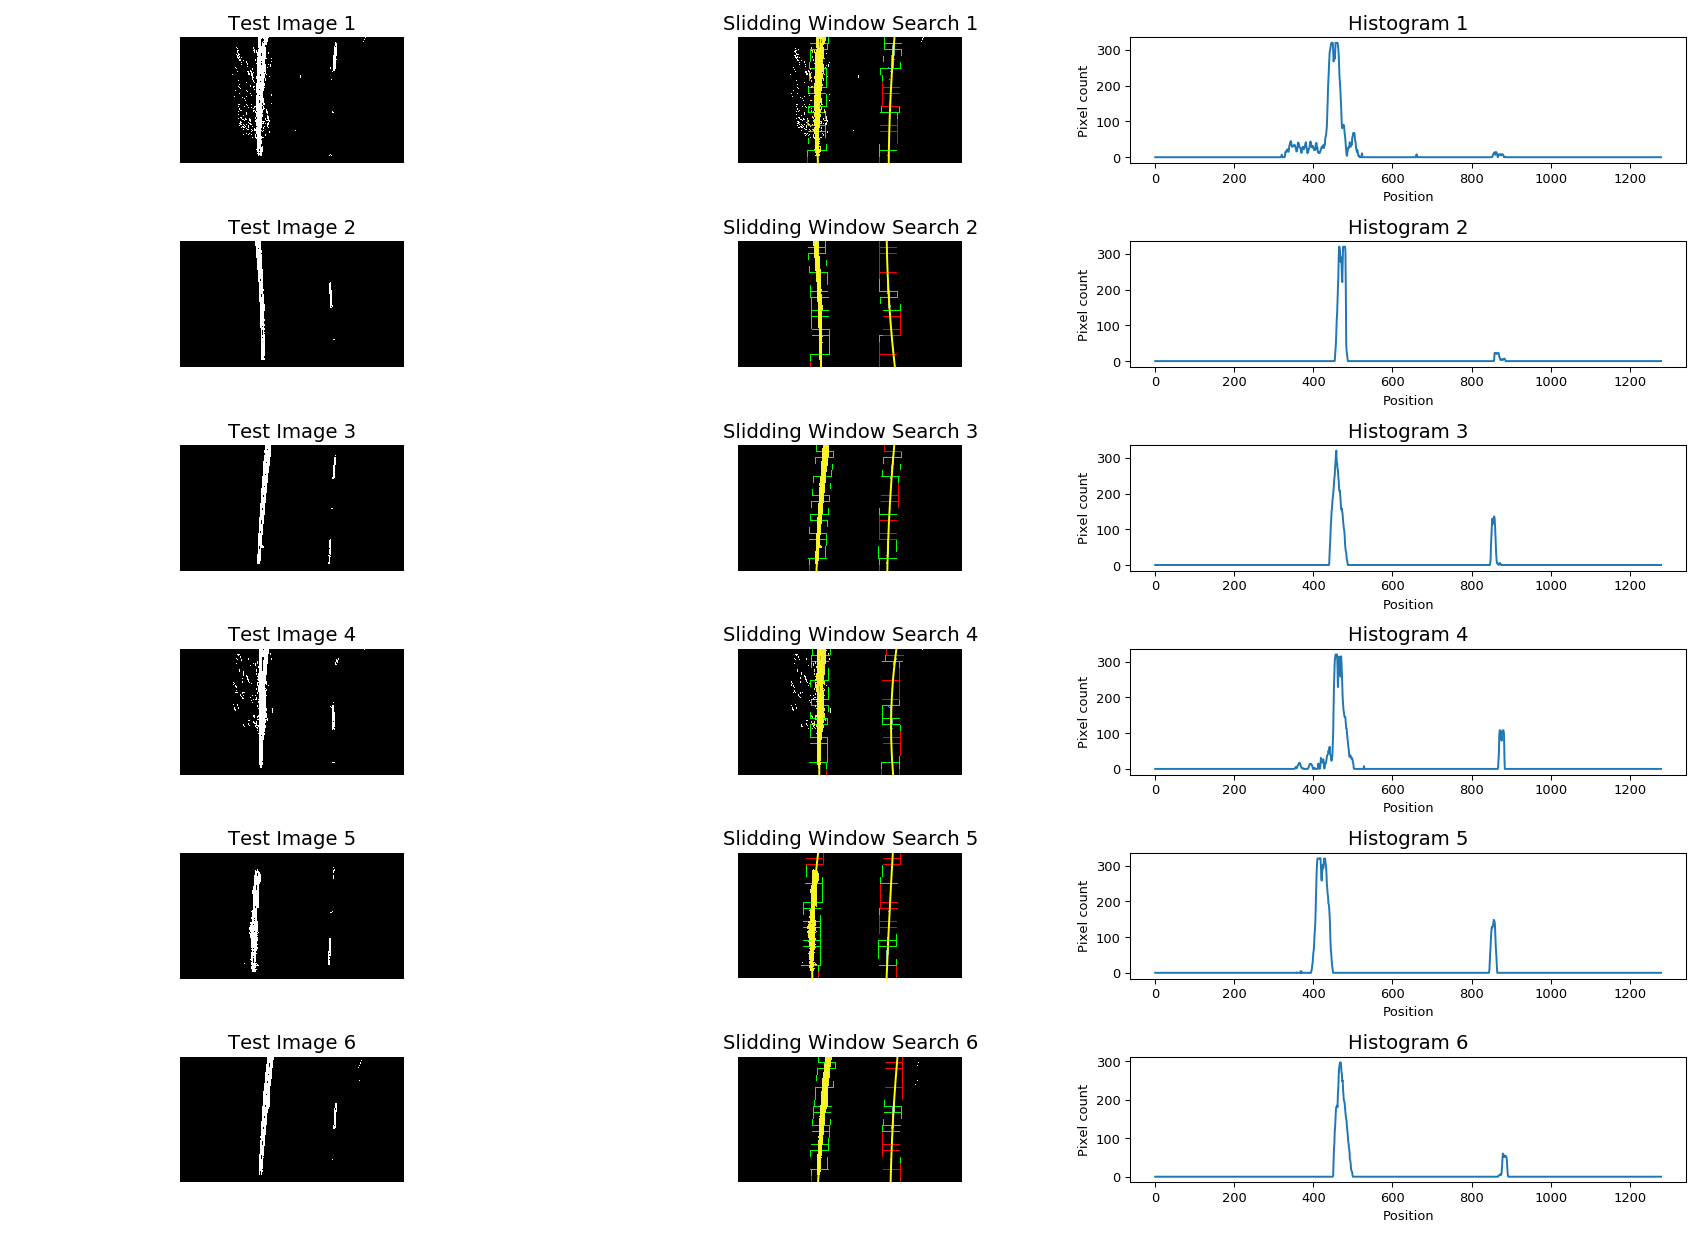 Test Image 1
Slidding Window Search 1
Histogram 1
Pixel count
300
200
100
0
0 200 400 600 800 1000 1200
Position
Test Image 2
Slidding Window Search 2
Histogram 2
Pixel count
300
200
100
0
0 200 400 600 800 1000 1200
Position
Test Image 3
Slidding Window Search 3
Histogram 3
Pixel count
300
200
100
0
0 200 400 600 800 1000 1200
Position
Test Image 4
Slidding Window Search 4
Histogram 4
Pixel count
300
200
100
0
0 200 400 600 800 1000 1200
Position
Test Image 5
Slidding Window Search 5
Histogram 5
Pixel count
300
200
100
0
0 200 400 600 800 1000 1200
Position
Test Image 6
Slidding Window Search 6
Histogram 6
Pixel count
300
200
100
0
0 200 400 600 800 1000 1200
Position